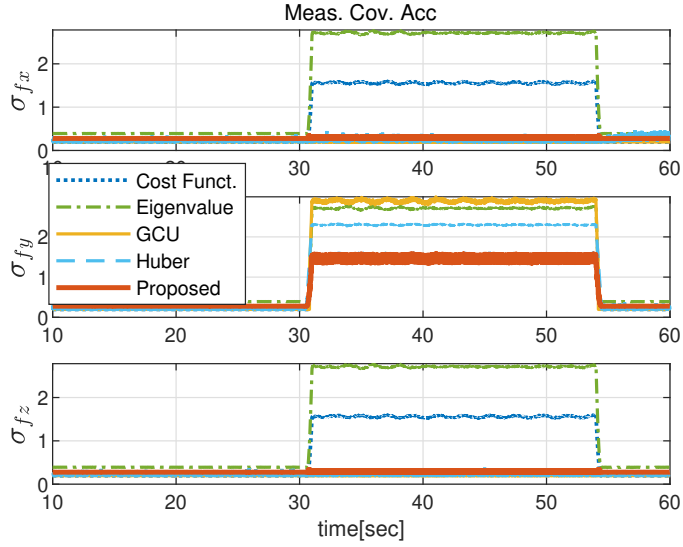 Meas. Cov. Acc
σfx
2
1
0
30
40
50
60
Cost Funct.
Eigenvalue
GCU
Huber
Proposed
σfy
2
1
0
10
20
30
40
50
60
σfz
2
1
0
10
20
30
40
50
60
time[sec]